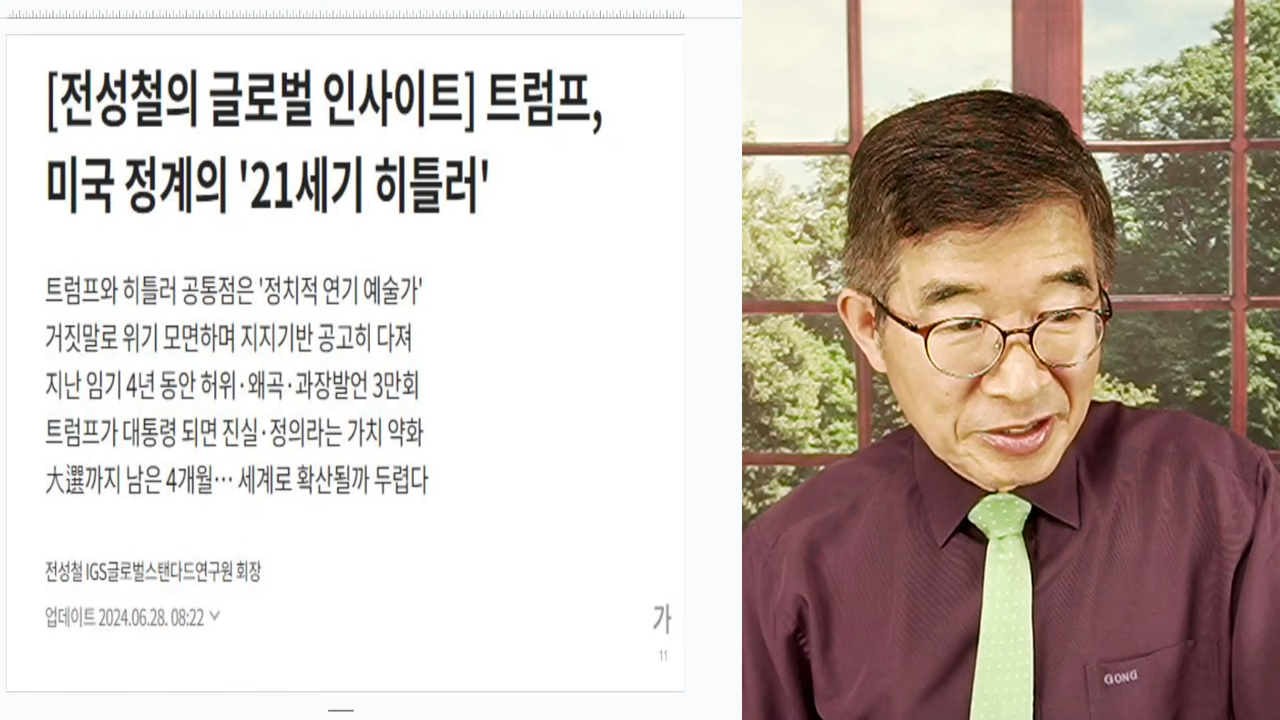 [전성철의 글로벌 인사이트] 트럼프,
미국 정계의 '21세기 히틀러'
트럼프와 히틀러 공통점은 '정치적 연기 예술가'
거짓말로 위기 모면하며 지지기반 공고히 다져
지난 임기 4년 동안 허위·왜곡·과장발언 3만회
트럼프가 대통령 되면 진실·정의라는 가치 약화
大選까지 남은 4개월… 세계로 확산될까 두렵다
전성철 IGS글로벌스탠다드연구원 회장
업데이트 2024.06.28. 08:22
가
11
GONG